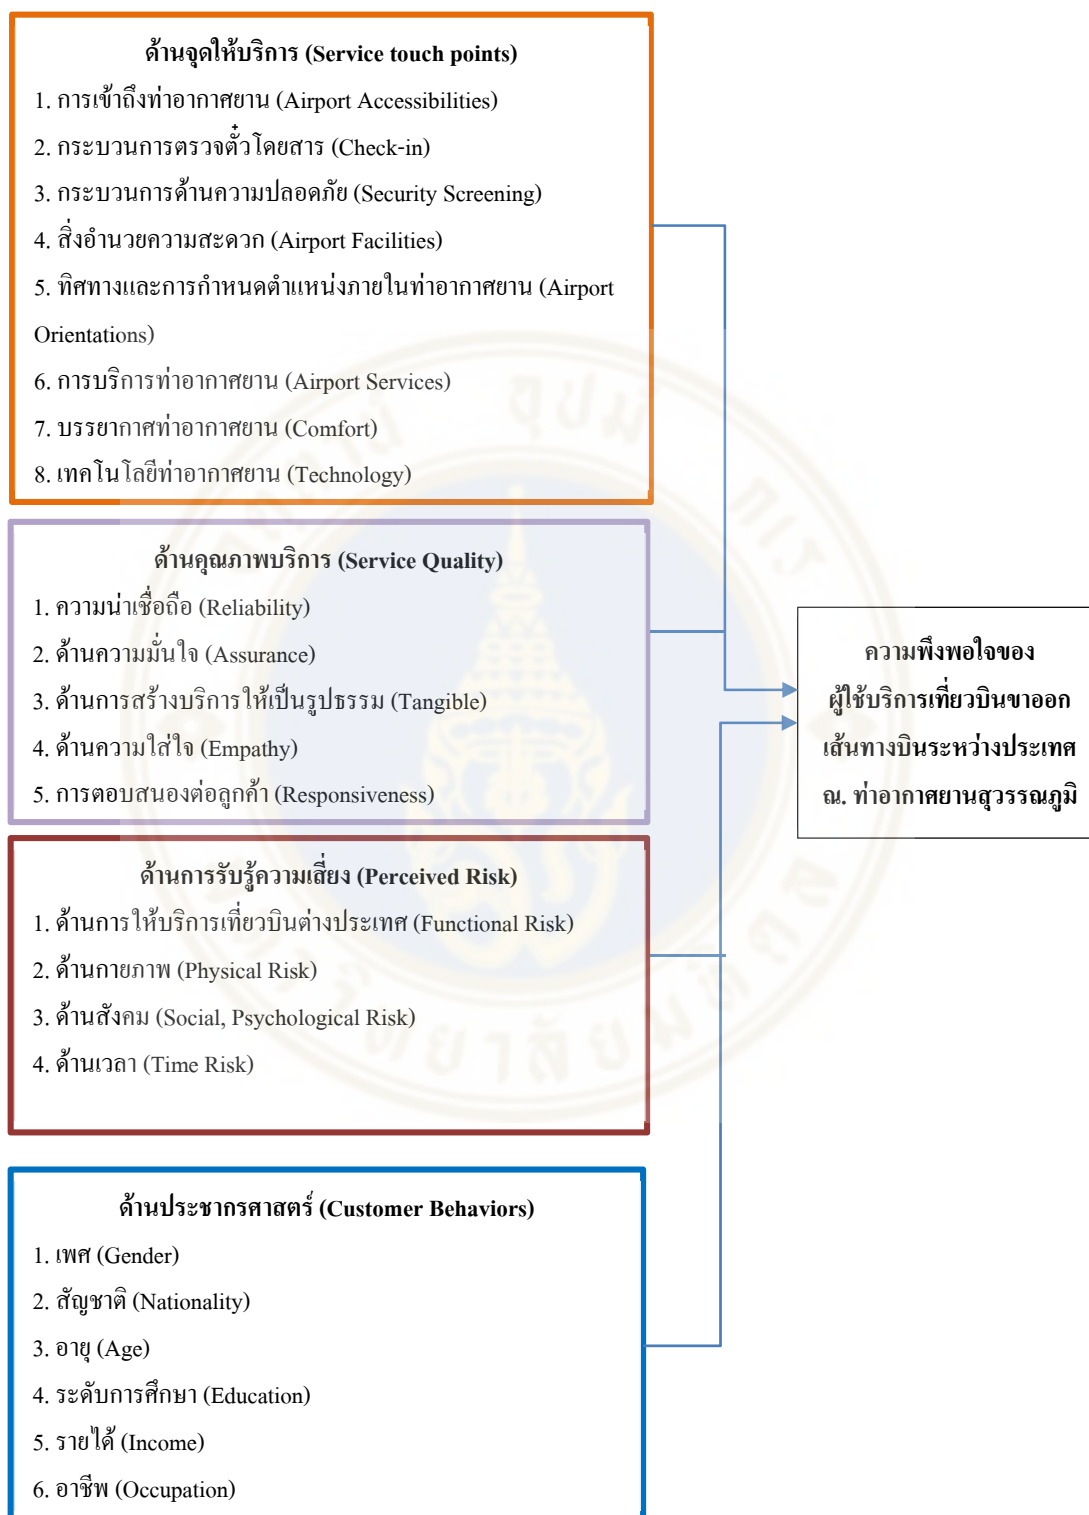 ด้านจุดให้บริการ (Service touch points)
1. การเข้าถึงท่าอากาศยาน (Airport Accessibilities)
2. กระบวนการตรวจตั๋วโดยสาร (Check-in)
3. กระบวนการด้านความปลอดภัย (Security Screening)
4. สิ่งอำนวยความสะดวก (Airport Facilities)
5. ทิศทางและการกำหนดตำแหน่งภายในท่าอากาศยาน (Airport
Orientations)
6. การบริการท่าอากาศยาน (Airport Services)
7. บรรยากาศท่าอากาศยาน (Comfort)
8. เทคโนโลยีท่าอากาศยาน (Technology)
ด้านคุณภาพบริการ (Service Quality)
1. ความน่าเชื่อถือ (Reliability)
2. ด้านความมั่นใจ (Assurance)
3. ด้านการสร้างบริการให้เป็นรูปธรรม (Tangible)
4. ด้านความใส่ใจ (Empathy)
5. การตอบสนองต่อลูกค้า (Responsiveness)
ด้านการรับรู้ความเสี่ยง (Perceived Risk)
1. ด้านการให้บริการเที่ยวบินต่างประเทศ (Functional Risk)
2. ด้านกายภาพ (Physical Risk)
3. ด้านสังคม (Social, Psychological Risk)
4. ด้านเวลา (Time Risk)
ด้านประชากรศาสตร์ (Customer Behaviors)
1. เพศ (Gender)
2. สัญชาติ (Nationality)
3. อายุ (Age)
4. ระดับการศึกษา (Education)
5. รายได้ (Income)
6. อาชีพ (Occupation)
ความพึงพอใจของ
ผู้ใช้บริการเที่ยวบินขาออก
เส้นทางบินระหว่างประเทศ
ณ. ท่าอากาศยานสุวรรณภูมิ